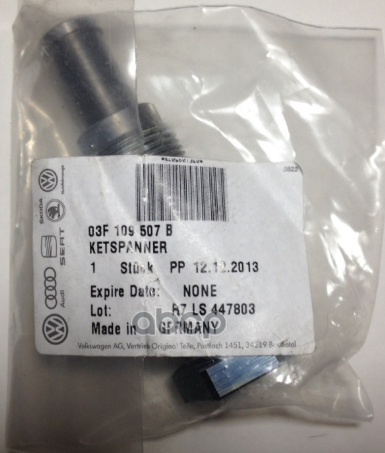 03F 109 507 B
KETSPANNER
1 Stück PP 12.12.2013
Expire Date: NONE
Lot: R7 LS 447803
Made in GERMANY
Volkswagen AG, Vertrieb Original Teile, Postfach 1451, 34219 Baunatal
ŠKODA
SEAT
Audi